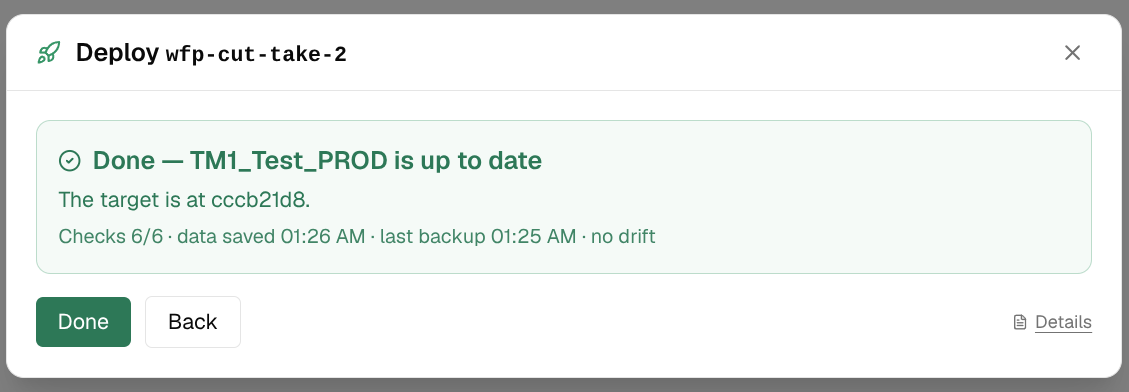 Deploy wfp-cut-take-2
Done — TM1_Test_PROD is up to date
The target is at cccb21d8.
Checks 6/6 · data saved 01:26 AM · last backup 01:25 AM · no drift
Done
Back
Details